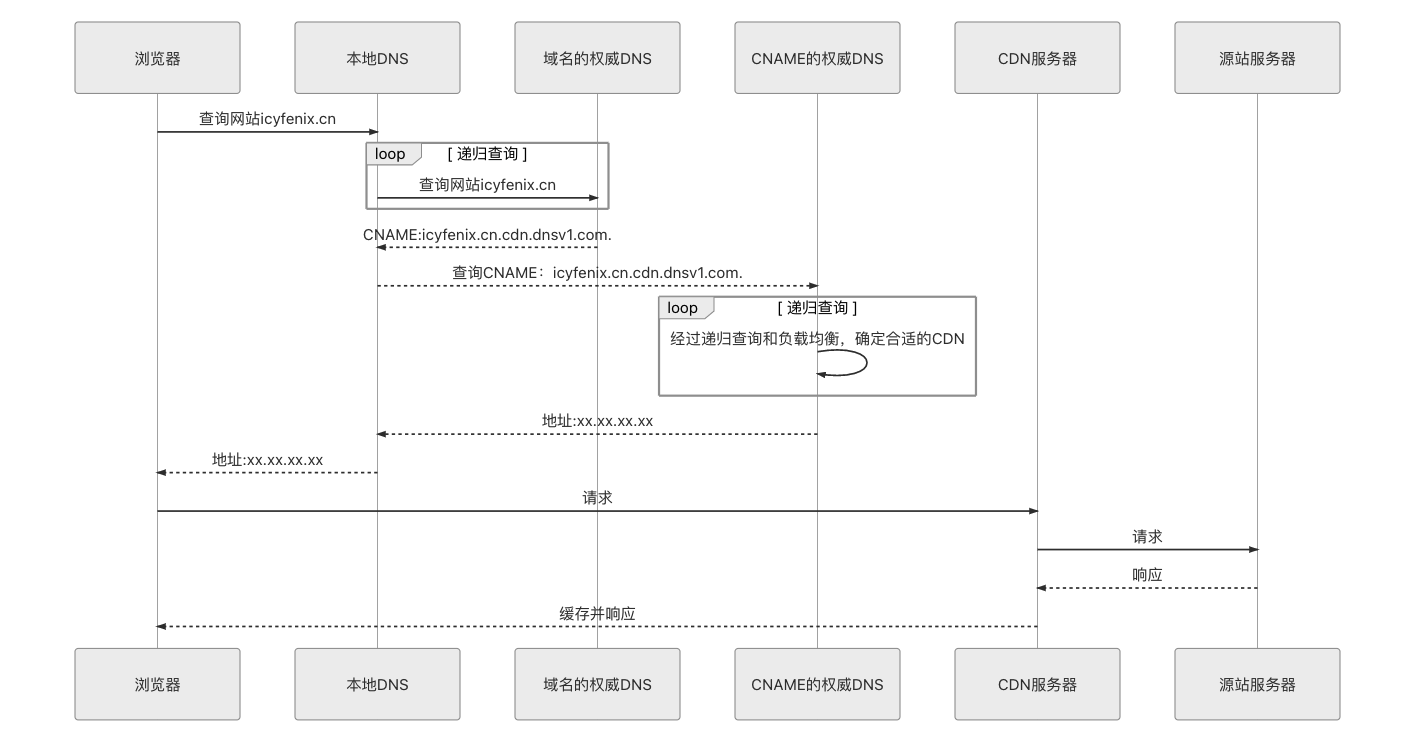 浏览器
本地DNS
域名的权威DNS
CNAME的权威DNS
CDN服务器
源站服务器
查询网站icyfenix.cn
loop
[ 递归查询 ]
查询网站icyfenix.cn
CNAME:icyfenix.cn.cdn.dnsv1.com.
查询CNAME：icyfenix.cn.cdn.dnsv1.com.
loop
[ 递归查询 ]
经过递归查询和负载均衡，确定合适的CDN
地址:xx.xx.xx.xx
地址:xx.xx.xx.xx
请求
请求
响应
缓存并响应
浏览器
本地DNS
域名的权威DNS
CNAME的权威DNS
CDN服务器
源站服务器